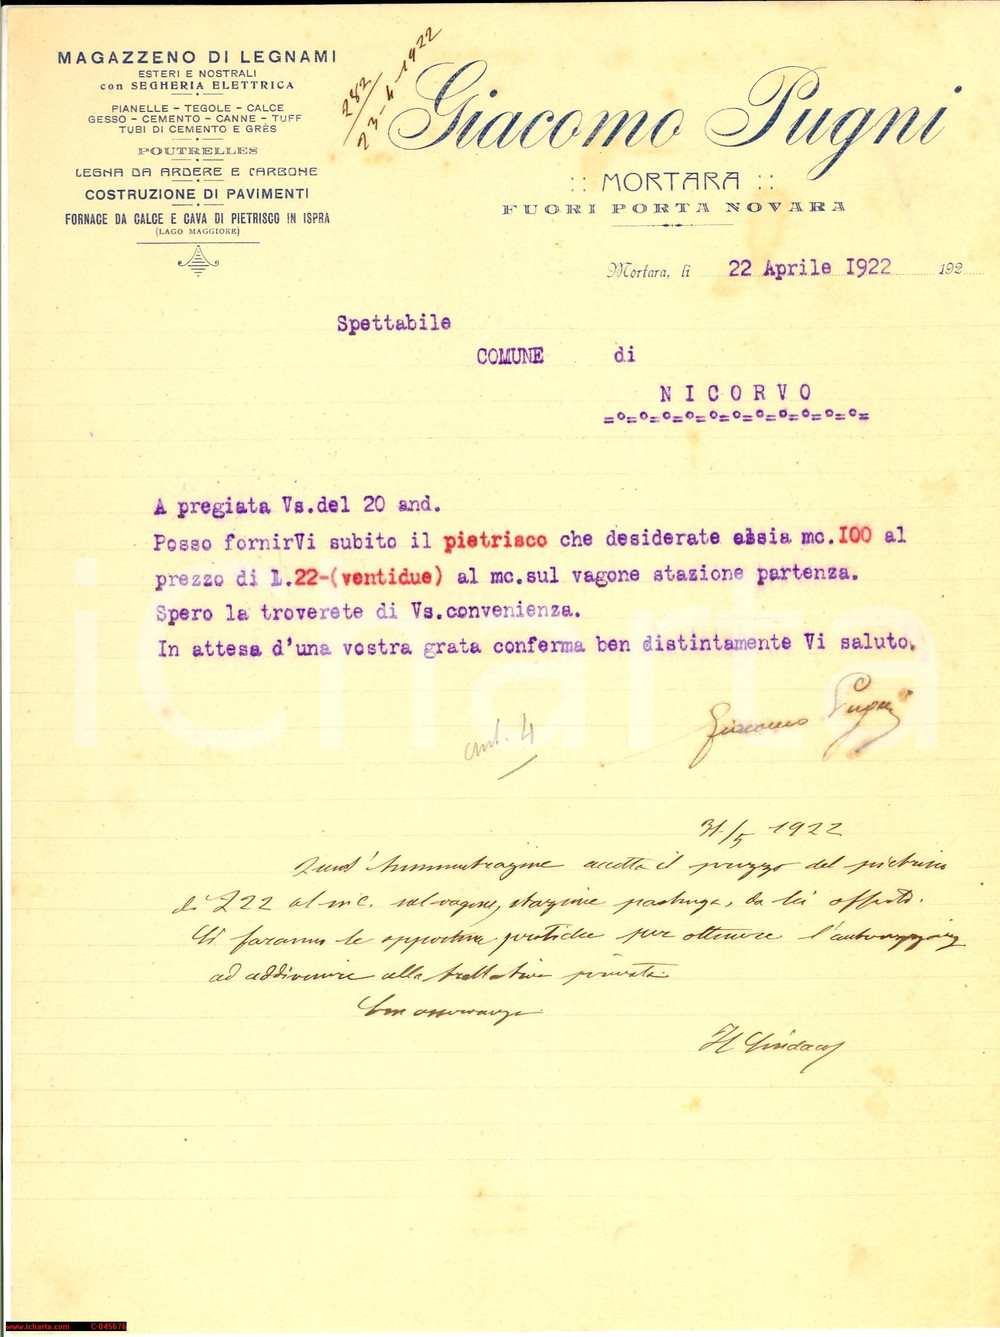 MAGAZZENO DI LEGNAMI
ESTERI E NOSTRALI
con SEGHERIA ELETTRICA
PIANELLE - TEGOLE - CALCE
GESSO - CEMENTO - CANNE - TUFF
TUBI DI CEMENTO E GRÈS
POUTRELLES
LEGNA DA ARDERE E CARBONE
COSTRUZIONE DI PAVIMENTI
FORNACE DA CALCE E CAVA DI PIETRISCO IN ISPRA
(LAGO MAGGIORE)
282
23-4-1922
Giacomo Pugni
:: MORTARA ::
FUORI PORTA NOVARA
Mortara, li 22 Aprile I922 192
Spettabile
COMUNE di
NICORVO
=o=o=o=o=o=o=o=o=o=o=o=
A pregiata Vs.del 20 and.
Posso fornirVi subito il pietrisco che desiderate ossia mc.I00 al
prezzo di L.22-(ventidue) al mc.sul vagone stazione partenza.
Spero la troverete di Vs.convenienza.
In attesa d'una vostra grata conferma ben distintamente Vi saluto.
Giacomo Pugni
4
31/5 1922
Quest'Amministrazione accetta il prezzo del pietrisco
di £ 22 al mc. sul vagone, stazione partenza, da lei offerto.
Si faranno le opportune pratiche per ottenere l'autorizzazione
ad addivenire alla trattativa privata
Con osservanza
Il Sindaco
iCharta
www.icharta.com C-045676